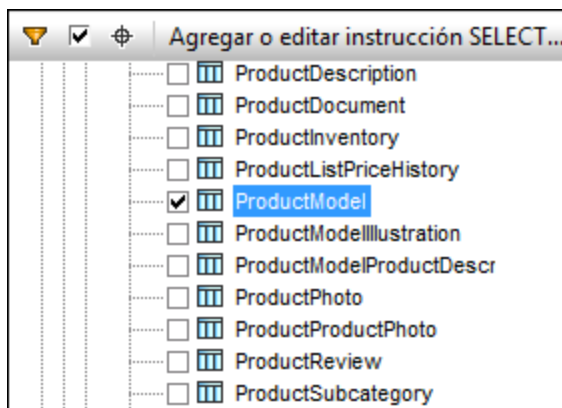 Agregar o editar instrucción SELECT...
ProductDescription
ProductDocument
ProductInventory
ProductListPriceHistory
ProductModel
ProductModelIllustration
ProductModelProductDescr
ProductPhoto
ProductProductPhoto
ProductReview
ProductSubcategory